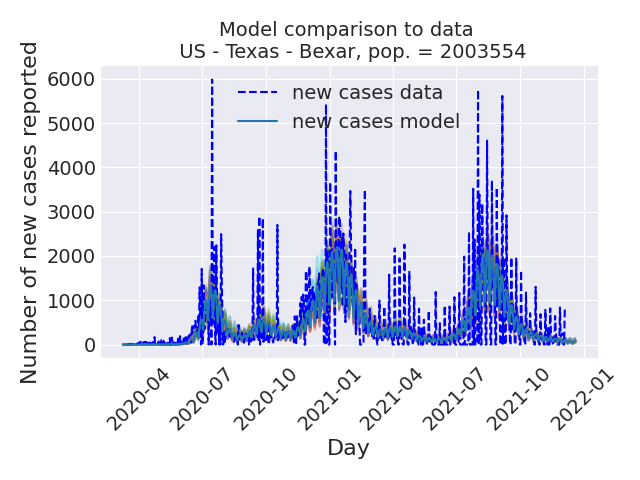 Model comparison to data
US - Texas - Bexar, pop. = 2003554
new cases data
new cases model
Number of new cases reported
6000
5000
4000
3000
2000
1000
0
2020-04
2020-07
2020-10
2021-01
2021-04
2021-07
2021-10
2022-01
Day